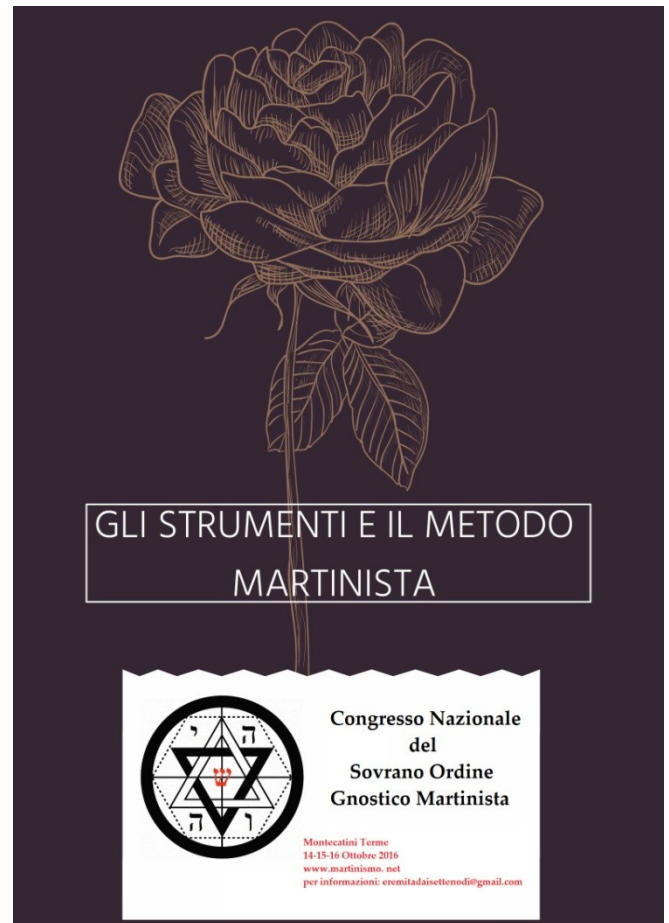 GLI STRUMENTI E IL METODO
MARTINISTA
Congresso Nazionale
del
Sovrano Ordine
Gnostico Martinista
י ה
ש
ה ו
Montecatini Terme
14-15-16 Ottobre 2016
www.martinismo. net
per informazioni: eremitadaisettenodi@gmail.com